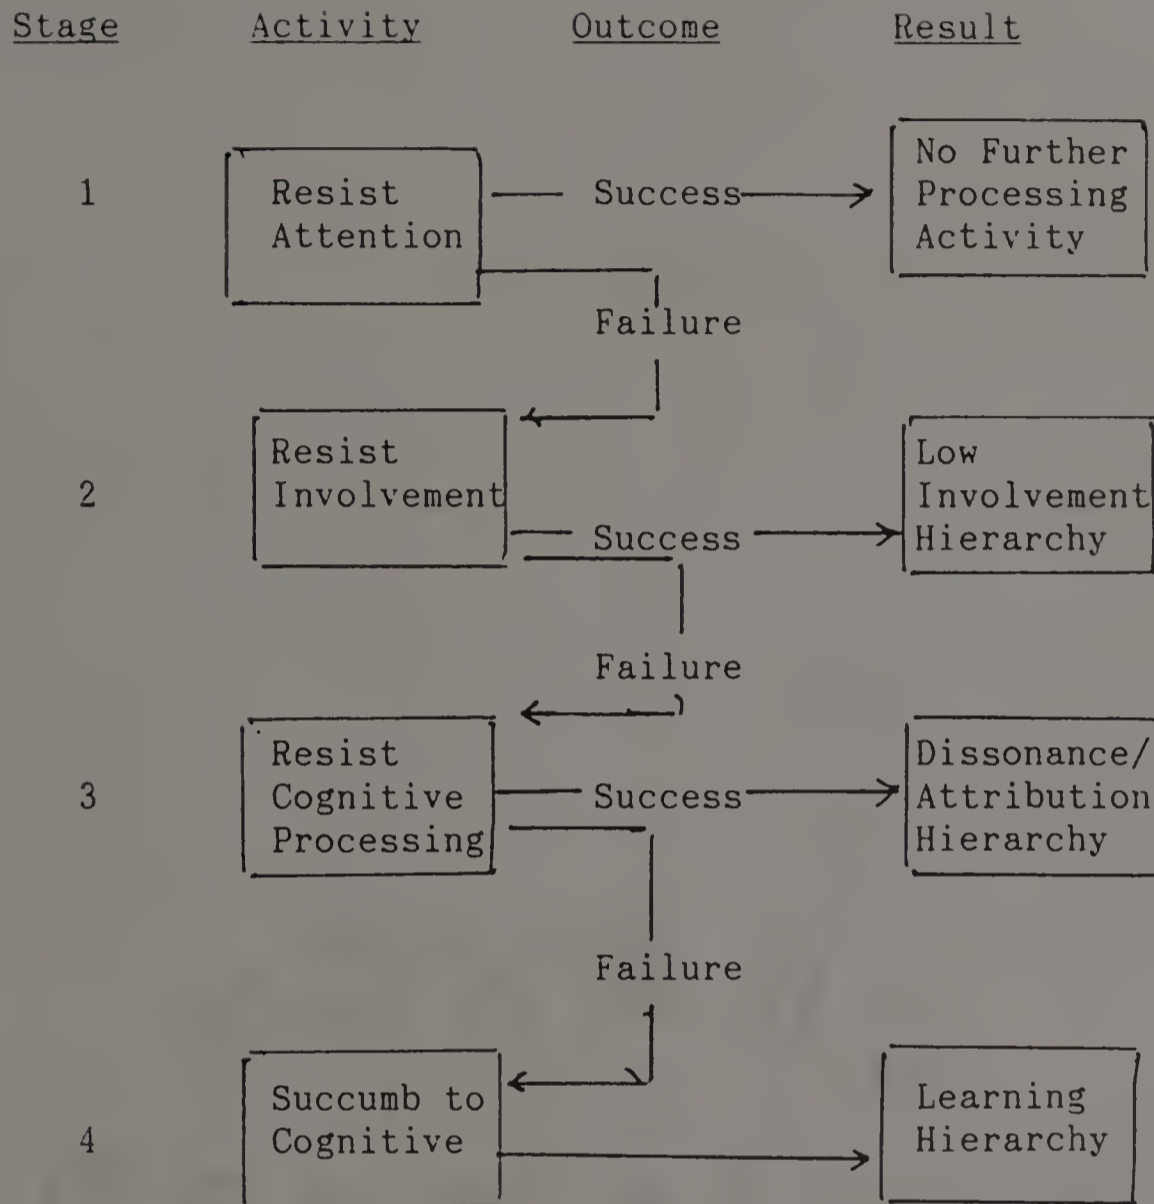 Stage Activity Outcome Result
1 Resist Attention Success No Further Processing Activity
Failure
2 Resist Involvement Success Low Involvement Hierarchy
Failure
3 Resist Cognitive Processing Success Dissonance/ Attribution Hierarchy
Failure
4 Succumb to Cognitive Learning Hierarchy